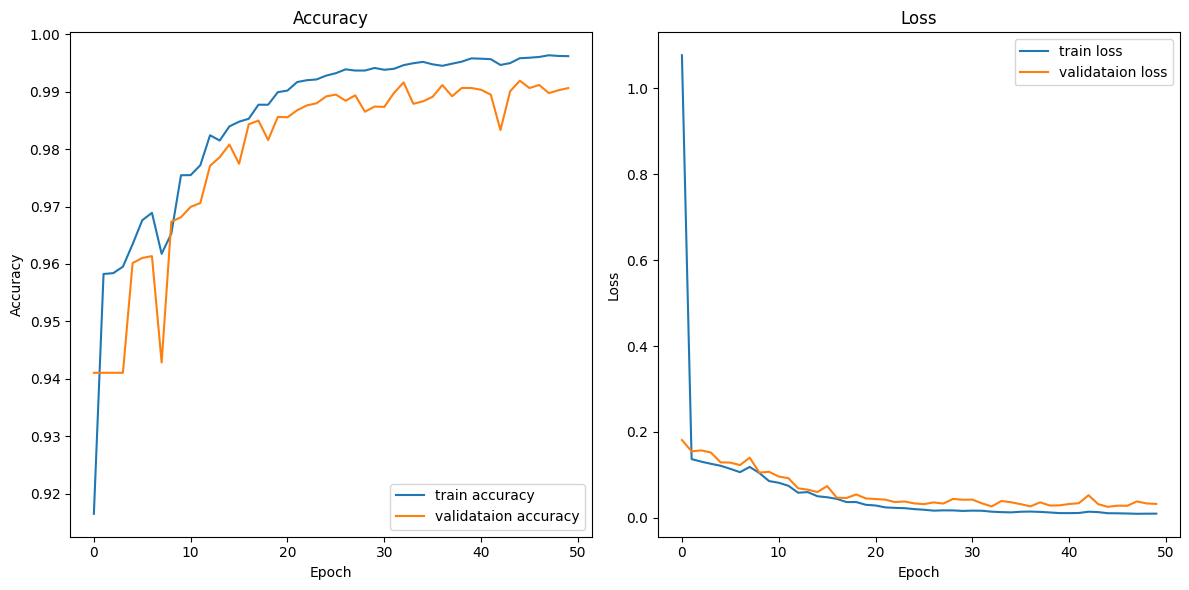 Accuracy
1.00
0.99
0.98
0.97
0.96
0.95
0.94
0.93
0.92
Accuracy
0
10
20
30
40
50
Epoch
train accuracy
validataion accuracy
Loss
1.0
0.8
0.6
0.4
0.2
0.0
Loss
0
10
20
30
40
50
Epoch
train loss
validataion loss